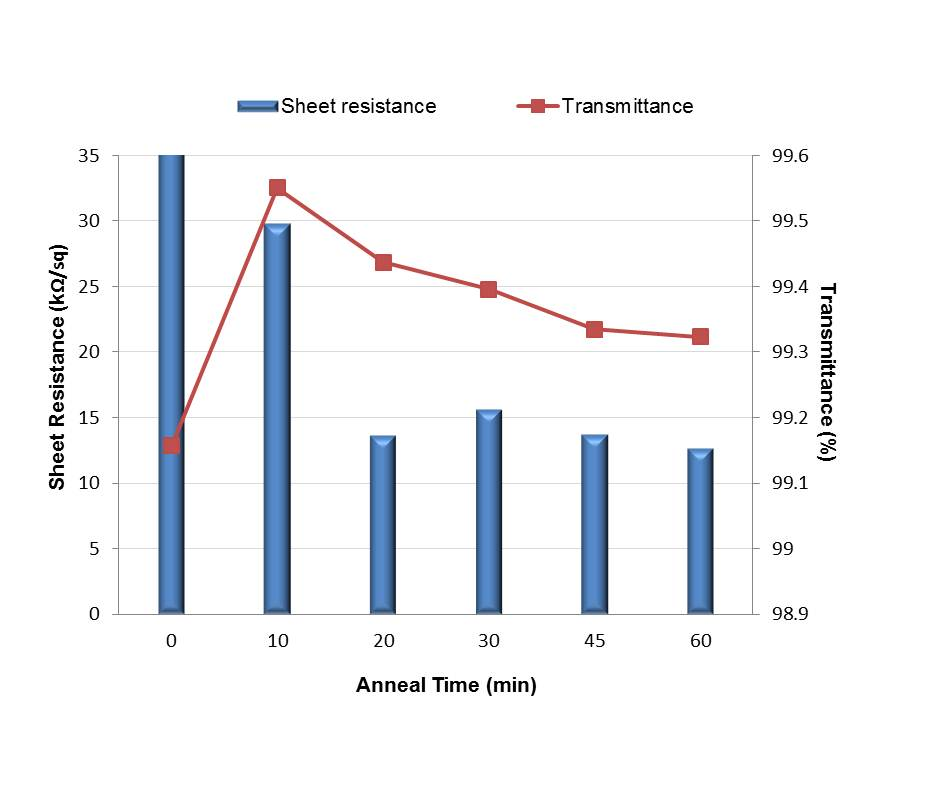 Sheet resistance
Transmittance
35
30
25
20
15
10
5
0
Sheet Resistance (kΩ/sq)
99.6
99.5
99.4
99.3
99.2
99.1
99
98.9
Transmittance (%)
0 10 20 30 45 60
Anneal Time (min)